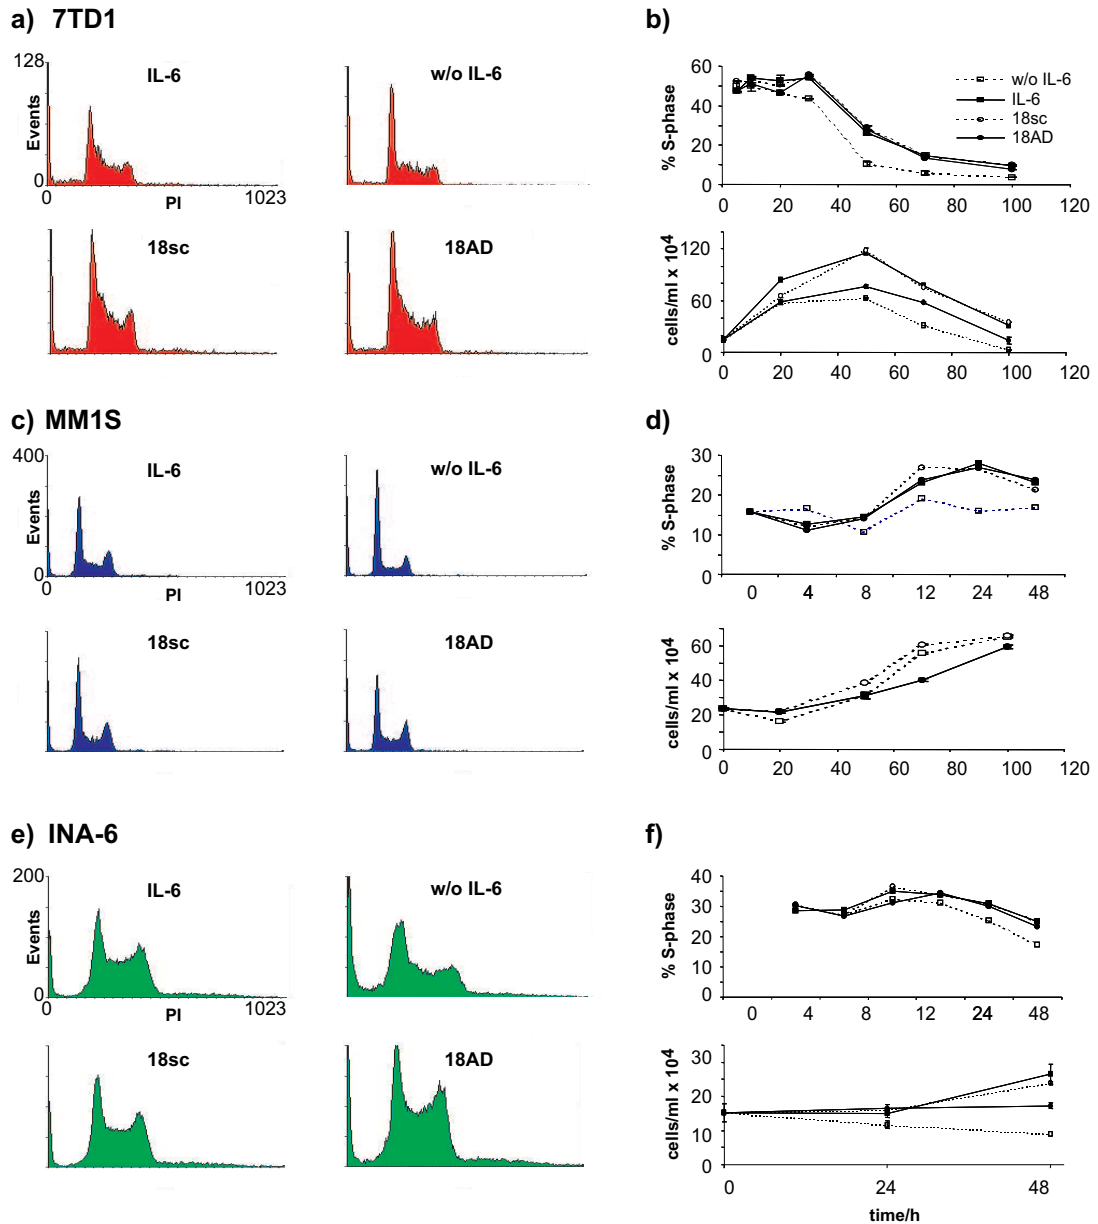 a) 7TD1
128
Events
0
IL-6
0 PI 1023
w/o IL-6
18sc
18AD
b)
60
40
20
0
% S-phase
w/o IL-6
IL-6
18sc
18AD
0 20 40 60 80 100 120
120
60
0
cells/ml x 10⁴
0 20 40 60 80 100 120
c) MM1S
400
Events
0
IL-6
0 PI 1023
w/o IL-6
18sc
18AD
d)
30
20
10
0
% S-phase
0 4 8 12 24 48
60
40
20
0
cells/ml x 10⁴
0 20 40 60 80 100 120
e) INA-6
200
Events
0
IL-6
0 PI 1023
w/o IL-6
18sc
18AD
f)
40
30
20
10
0
% S-phase
0 4 8 12 24 48
30
20
10
0
cells/ml x 10⁴
0 24 48
time/h